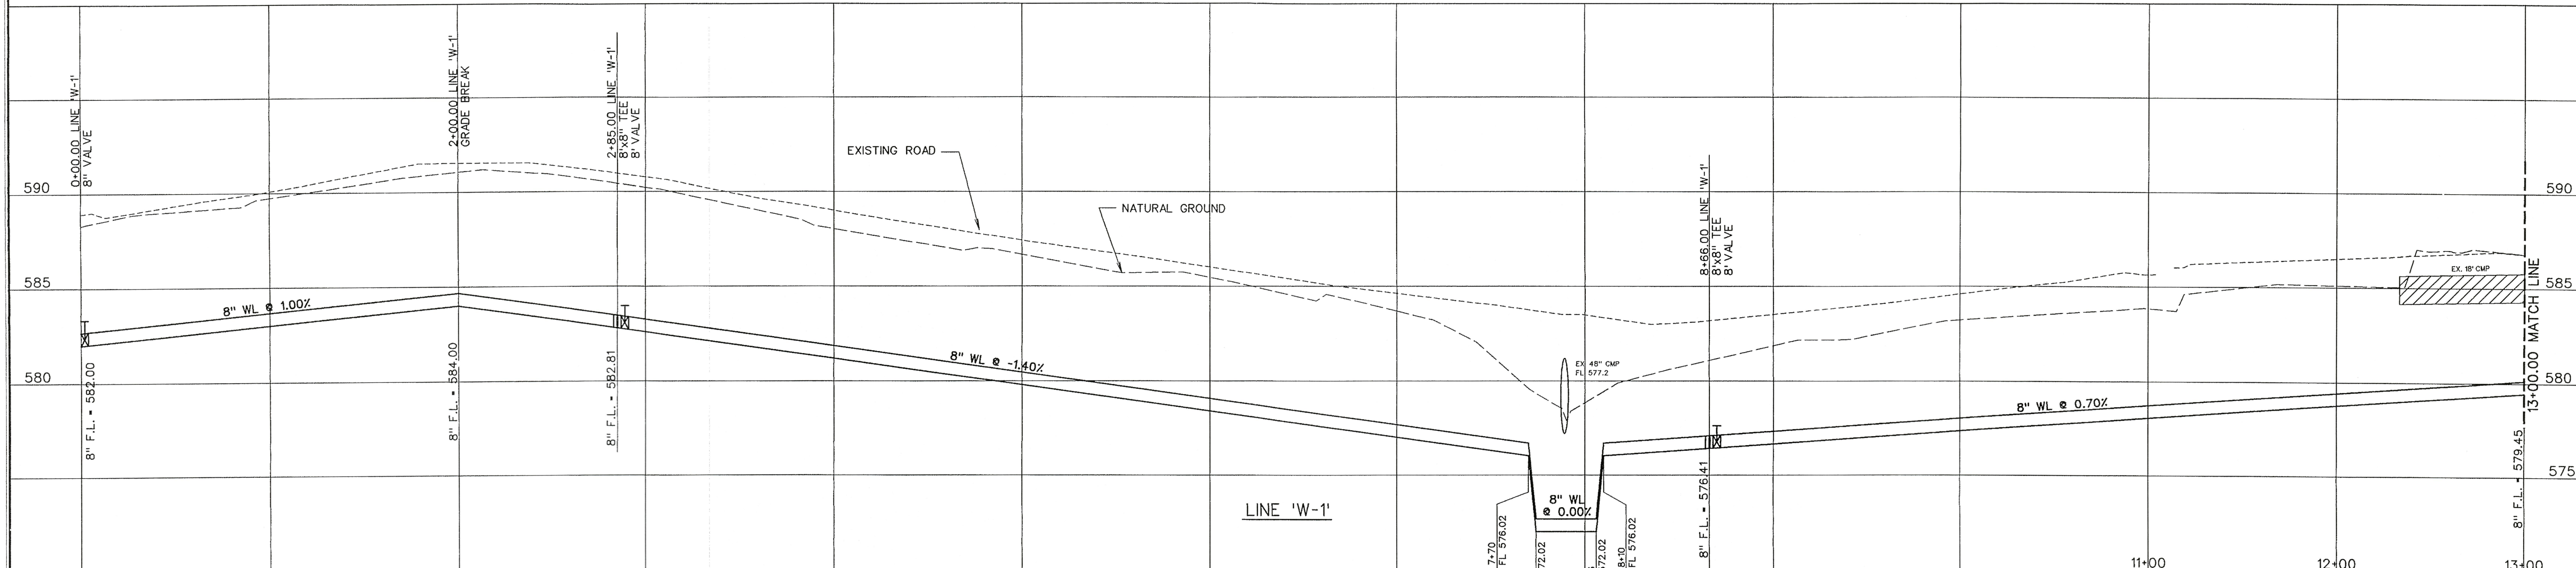 0+00.00 LINE 'W-1'
8" VALVE
2+00.00 LINE 'W-1'
GRADE BREAK
2+85.00 LINE 'W-1'
8'x8" TEE
8' VALVE
EXISTING ROAD
NATURAL GROUND
8+66.00 LINE 'W-1'
8'x8" TEE
8' VALVE
590
590
585
585
580
580
575
8" WL @ 1.00%
8" WL @ -1.40%
EX 48" CMP
FL 577.2
EX. 18' CMP
8" WL @ 0.70%
13+00.00 MATCH LINE
8" F.L. = 582.00
8" F.L. = 584.00
8" F.L. = 582.81
LINE 'W-1'
8" WL
@ 0.00%
7+70
FL 576.02
72.02
572.02
8+10
FL 576.02
8" F.L. = 576.41
8" F.L. = 579.45
11+00
12+00
13+00